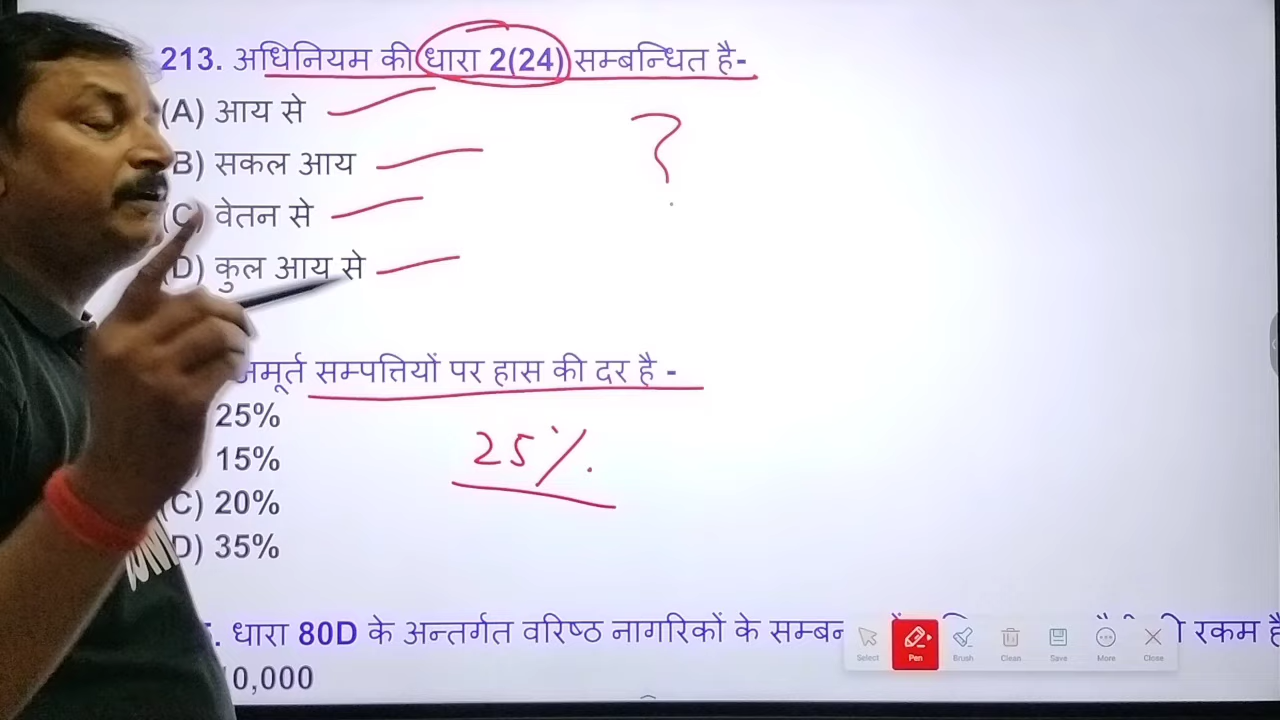 213. अधिनियम की धारा 2(24) सम्बन्धित है-
(A) आय से
?
B) सकल आय
(C) वेतन से
D) कुल आय से
अमूर्त सम्पत्तियों पर हास की दर है -
25%
15%
25%
(C) 20%
D) 35%
. धारा 80D के अन्तर्गत वरिष्ठ नागरिकों के सम्बन्ध
रकम है
Select Pen Brush Clean Save More Close
0,000